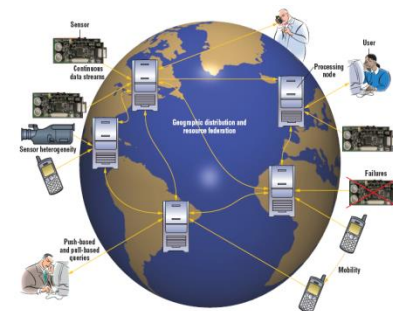 Sensor
Continuous
data streams
Processing
node
User
Geographic distribution and
resource federation
Sensor heterogeneity
Failures
Push-based
and pull-based
queries
Mobility